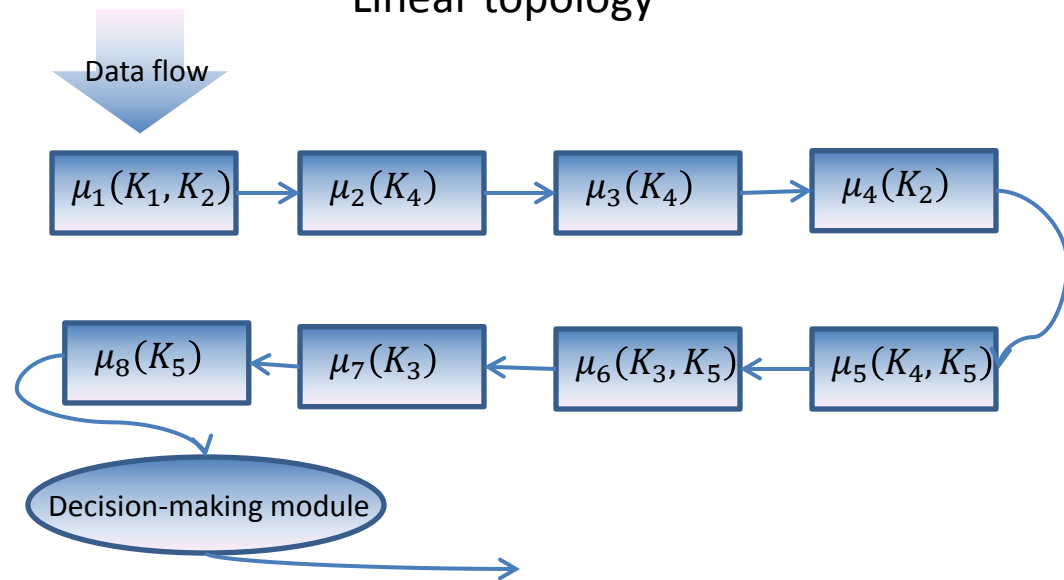 Linear topology
Data flow
μ₁(K₁, K₂)
μ₂(K₄)
μ₃(K₄)
μ₄(K₂)
μ₅(K₄, K₅)
μ₆(K₃, K₅)
μ₇(K₃)
μ₈(K₅)
Decision-making module